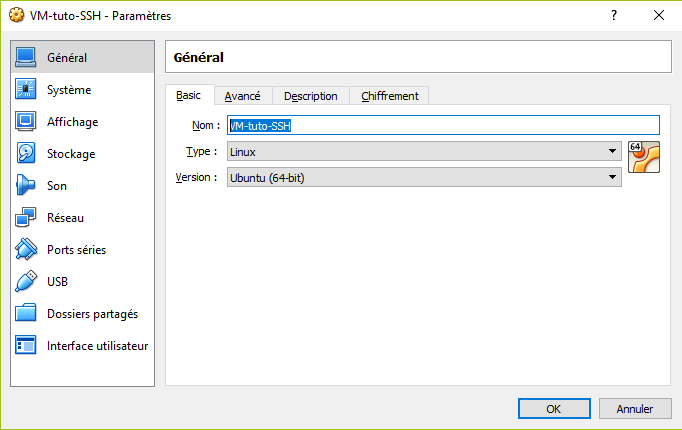 VM-tuto-SSH - Paramètres
Général
Système
Affichage
Stockage
Son
Réseau
Ports séries
USB
Dossiers partagés
Interface utilisateur
Général
Basic Avancé Description Chiffrement
Nom : VM-tuto-SSH
Type : Linux
64
Version : Ubuntu (64-bit)
OK Annuler